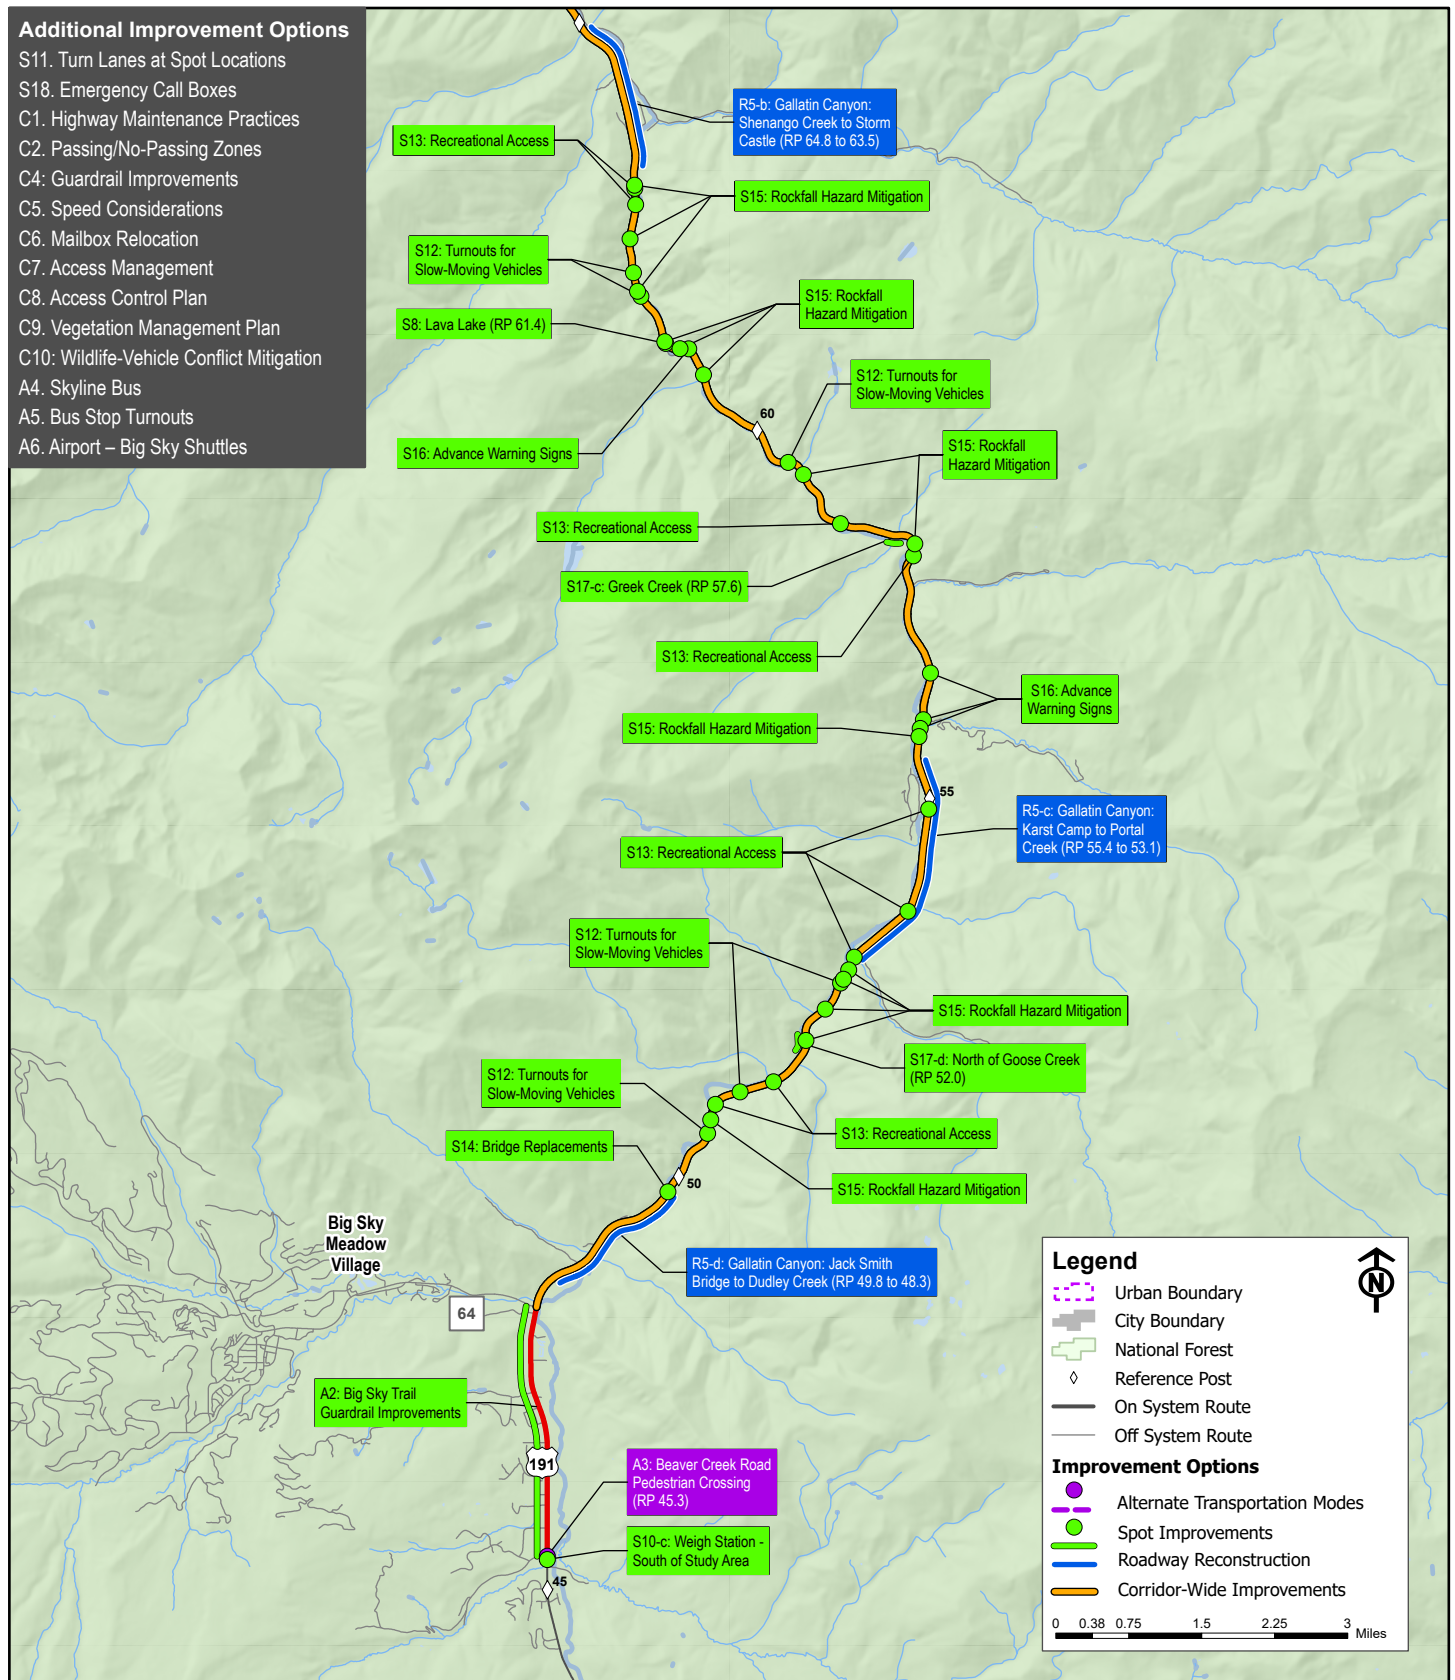 Additional Improvement Options
S11. Turn Lanes at Spot Locations
S18. Emergency Call Boxes
C1. Highway Maintenance Practices
C2. Passing/No-Passing Zones
C4: Guardrail Improvements
C5. Speed Considerations
C6. Mailbox Relocation
C7. Access Management
C8. Access Control Plan
C9. Vegetation Management Plan
C10: Wildlife-Vehicle Conflict Mitigation
A4. Skyline Bus
A5. Bus Stop Turnouts
A6. Airport – Big Sky Shuttles
R5-b: Gallatin Canyon:
Shenango Creek to Storm
Castle (RP 64.8 to 63.5)
S13: Recreational Access
S15: Rockfall Hazard Mitigation
S12: Turnouts for
Slow-Moving Vehicles
S15: Rockfall
Hazard Mitigation
S8: Lava Lake (RP 61.4)
S12: Turnouts for
Slow-Moving Vehicles
60
S16: Advance Warning Signs
S15: Rockfall
Hazard Mitigation
S13: Recreational Access
S17-c: Greek Creek (RP 57.6)
S13: Recreational Access
S16: Advance
Warning Signs
S15: Rockfall Hazard Mitigation
55
R5-c: Gallatin Canyon:
Karst Camp to Portal
Creek (RP 55.4 to 53.1)
S13: Recreational Access
S12: Turnouts for
Slow-Moving Vehicles
S15: Rockfall Hazard Mitigation
S17-d: North of Goose Creek
(RP 52.0)
S12: Turnouts for
Slow-Moving Vehicles
S13: Recreational Access
S14: Bridge Replacements
50
S15: Rockfall Hazard Mitigation
Big Sky
Meadow
Village
R5-d: Gallatin Canyon: Jack Smith
Bridge to Dudley Creek (RP 49.8 to 48.3)
64
A2: Big Sky Trail
Guardrail Improvements
191
A3: Beaver Creek Road
Pedestrian Crossing
(RP 45.3)
S10-c: Weigh Station -
South of Study Area
45
Legend
N
Urban Boundary
City Boundary
National Forest
Reference Post
On System Route
Off System Route
Improvement Options
Alternate Transportation Modes
Spot Improvements
Roadway Reconstruction
Corridor-Wide Improvements
0 0.38 0.75 1.5 2.25 3
Miles